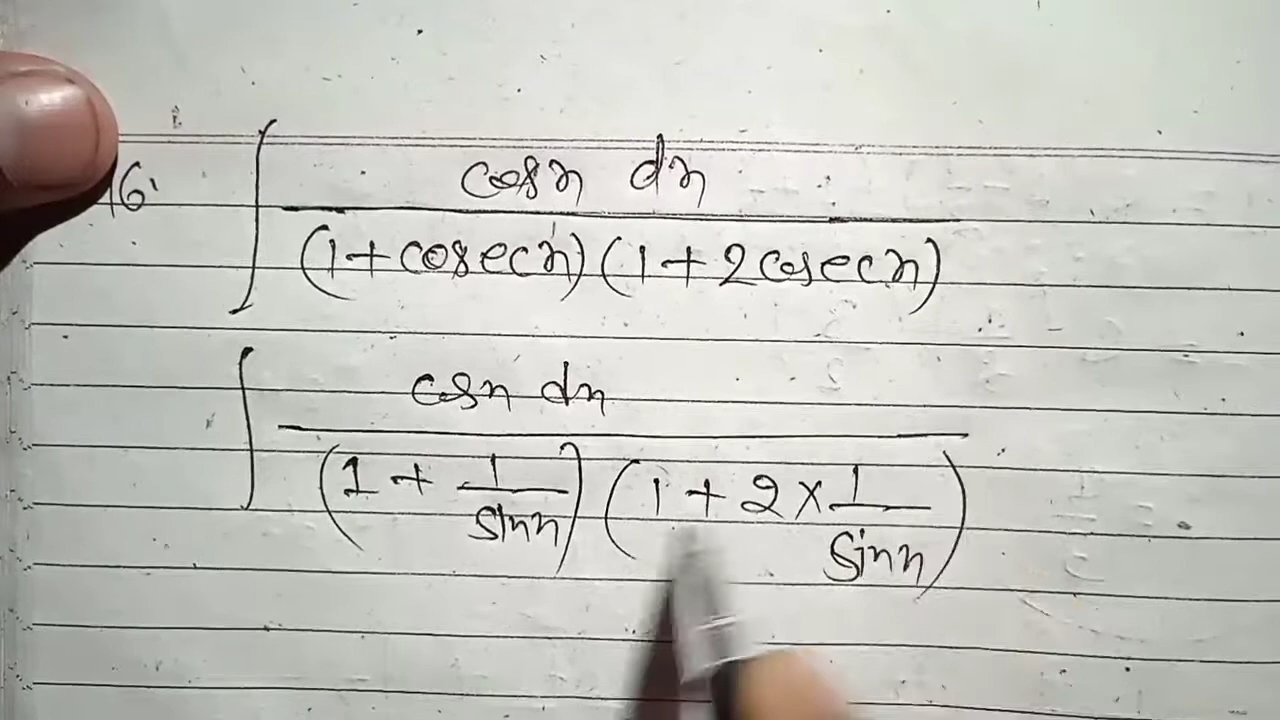 16. ∫ cosx dx / (1+cosecx)(1+2cosecx)
∫ cosx dx / (1 + 1/sinx) (1 + 2 × 1/sinx)